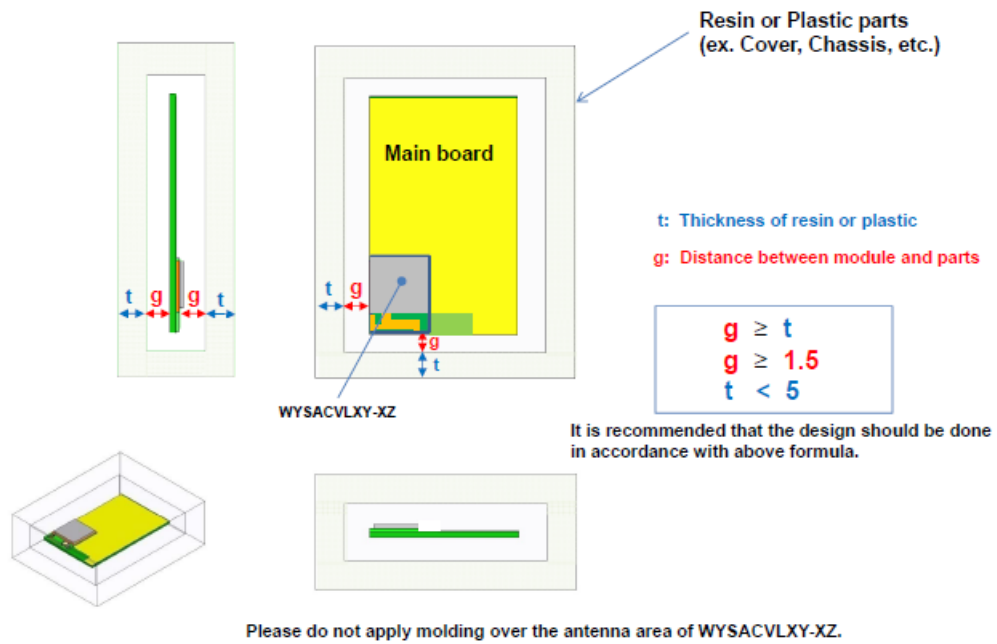 Resin or Plastic parts
(ex. Cover, Chassis, etc.)
Main board
t: Thickness of resin or plastic
g: Distance between module and parts
t g g t
t g
g
t
g ≥ t
g ≥ 1.5
t < 5
WYSACVLXY-XZ
It is recommended that the design should be done
in accordance with above formula.
Please do not apply molding over the antenna area of WYSACVLXY-XZ.